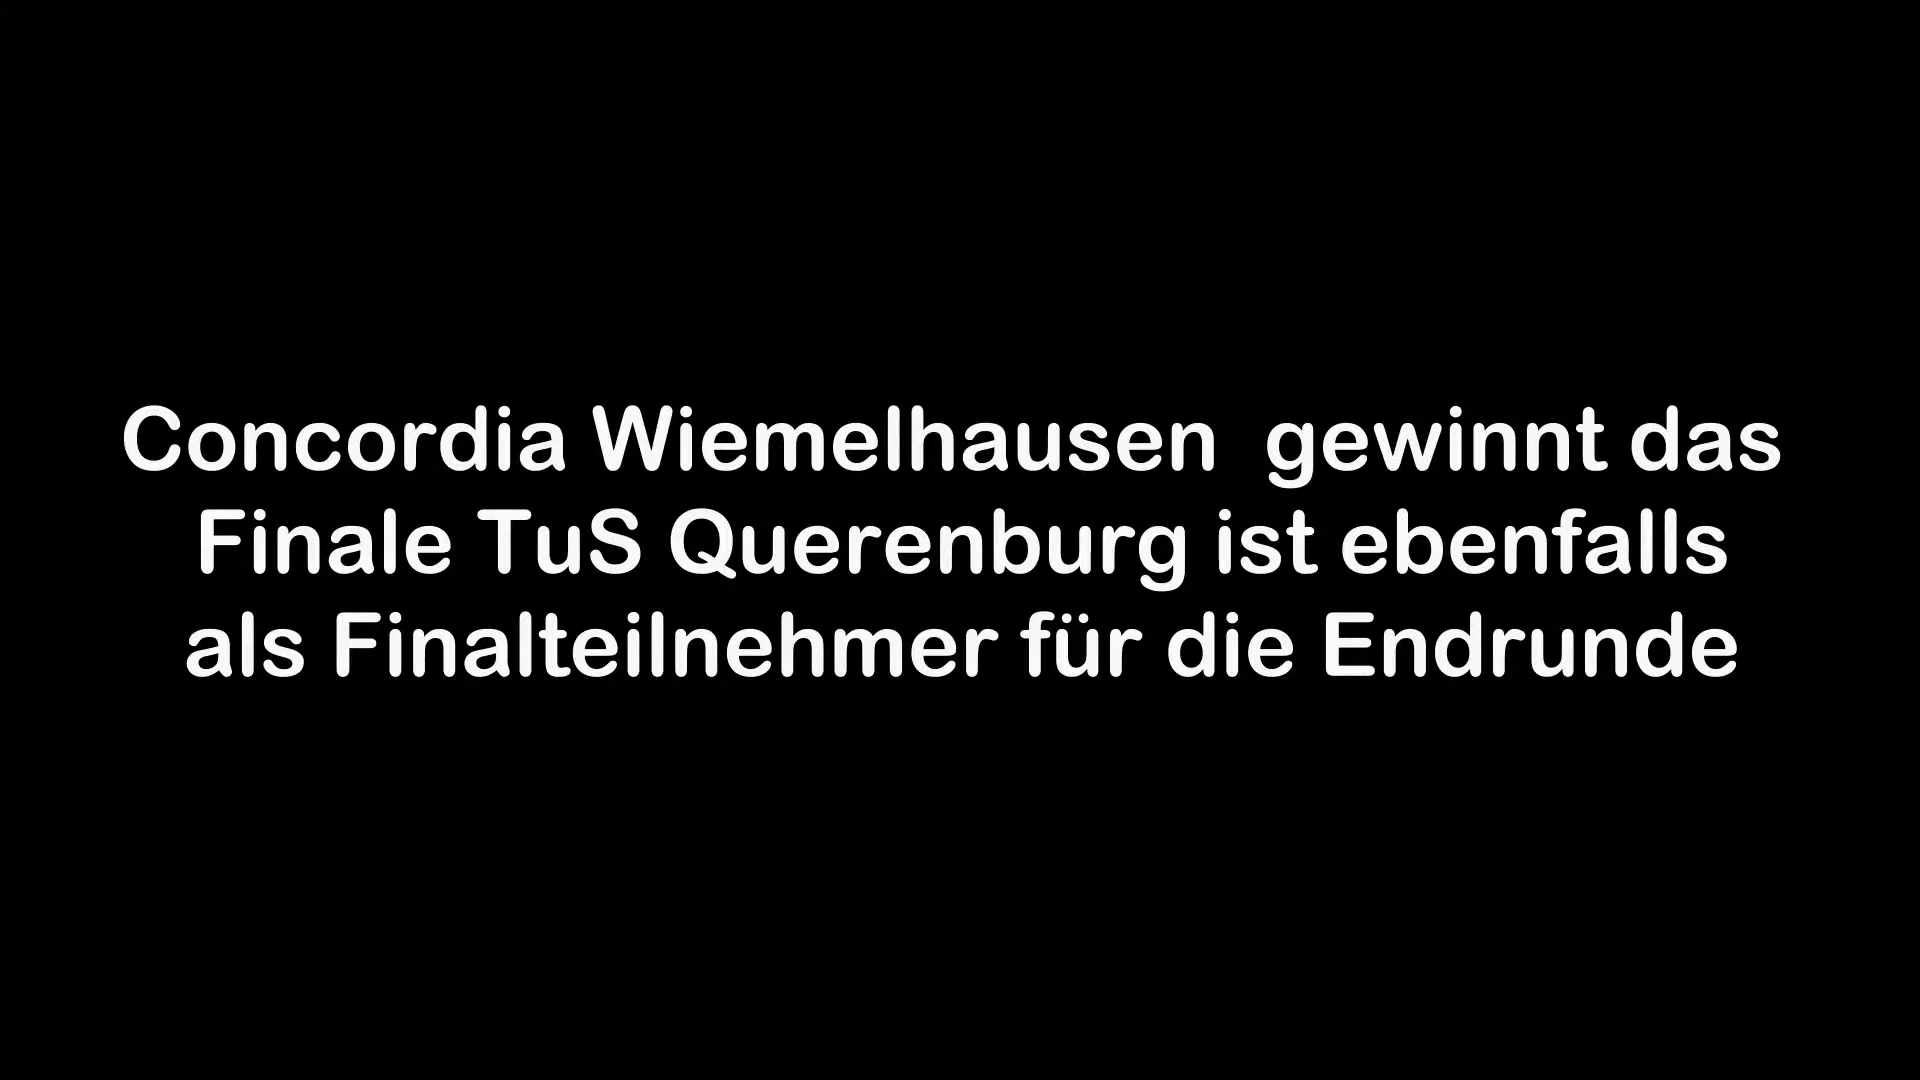 Concordia Wiemelhausen  gewinnt das
Finale TuS Querenburg ist ebenfalls
als Finalteilnehmer für die Endrunde